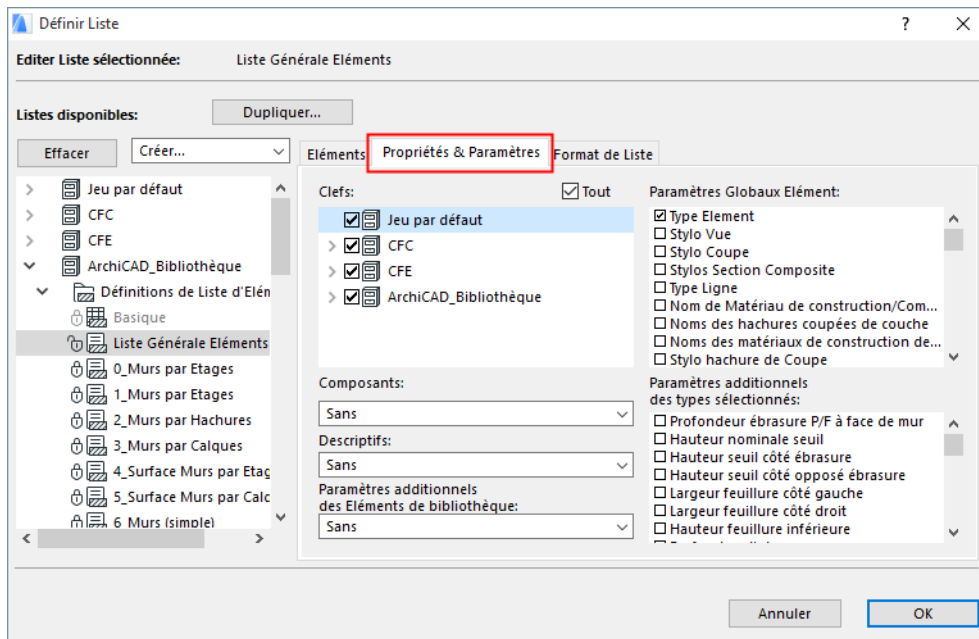 Définir Liste
?
Editer Liste sélectionnée: Liste Générale Eléments
Listes disponibles:
Dupliquer...
Effacer
Créer...
Jeu par défaut
CFC
CFE
ArchiCAD_Bibliothèque
Définitions de Liste d'Elém
Basique
Liste Générale Eléments
0_Murs par Etages
1_Murs par Etages
2_Murs par Hachures
3_Murs par Calques
4_Surface Murs par Etag
5_Surface Murs par Calc
6_Murs (simple)
Eléments
Propriétés & Paramètres
Format de Liste
Clefs:
Tout
Jeu par défaut
CFC
CFE
ArchiCAD_Bibliothèque
Composants:
Sans
Descriptifs:
Sans
Paramètres additionnels
des Eléments de bibliothèque:
Sans
Paramètres Globaux Elément:
Type Element
Stylo Vue
Stylo Coupe
Stylos Section Composite
Type Ligne
Nom de Matériau de construction/Com...
Noms des hachures coupées de couche
Noms des matériaux de construction de...
Stylo hachure de Coupe
Paramètres additionnels
des types sélectionnés:
Profondeur ébrasure P/F à face de mur
Hauteur nominale seuil
Hauteur seuil côté ébrasure
Hauteur seuil côté opposé ébrasure
Largeur feuillure côté gauche
Largeur feuillure côté droit
Hauteur feuillure inférieure
Annuler
OK